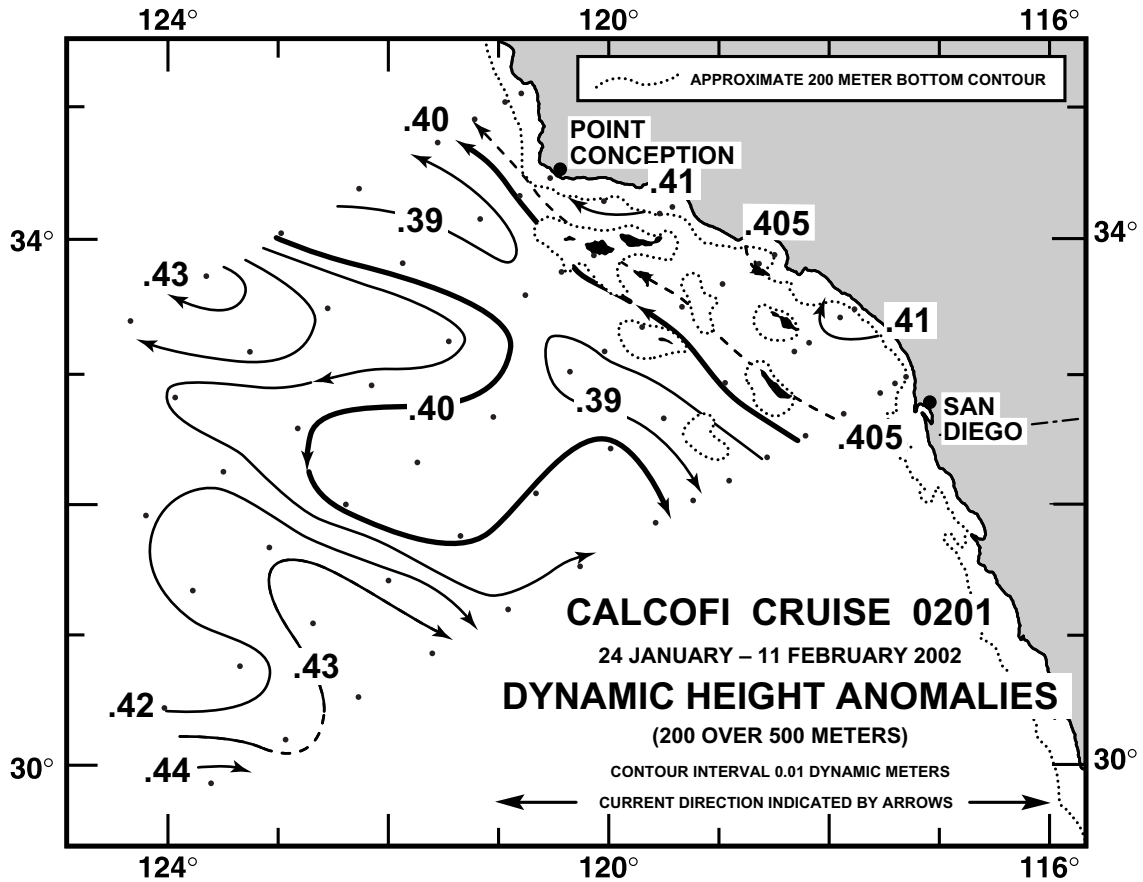 124° 120° 116°
APPROXIMATE 200 METER BOTTOM CONTOUR
.40
POINT
CONCEPTION
.41
.39
.405
34° 34°
.43
.41
.40
.39
SAN
DIEGO
.405
CALCOFI CRUISE 0201
24 JANUARY – 11 FEBRUARY 2002
.43
DYNAMIC HEIGHT ANOMALIES
.42
(200 OVER 500 METERS)
30° 30°
.44
CONTOUR INTERVAL 0.01 DYNAMIC METERS
CURRENT DIRECTION INDICATED BY ARROWS
124° 120° 116°